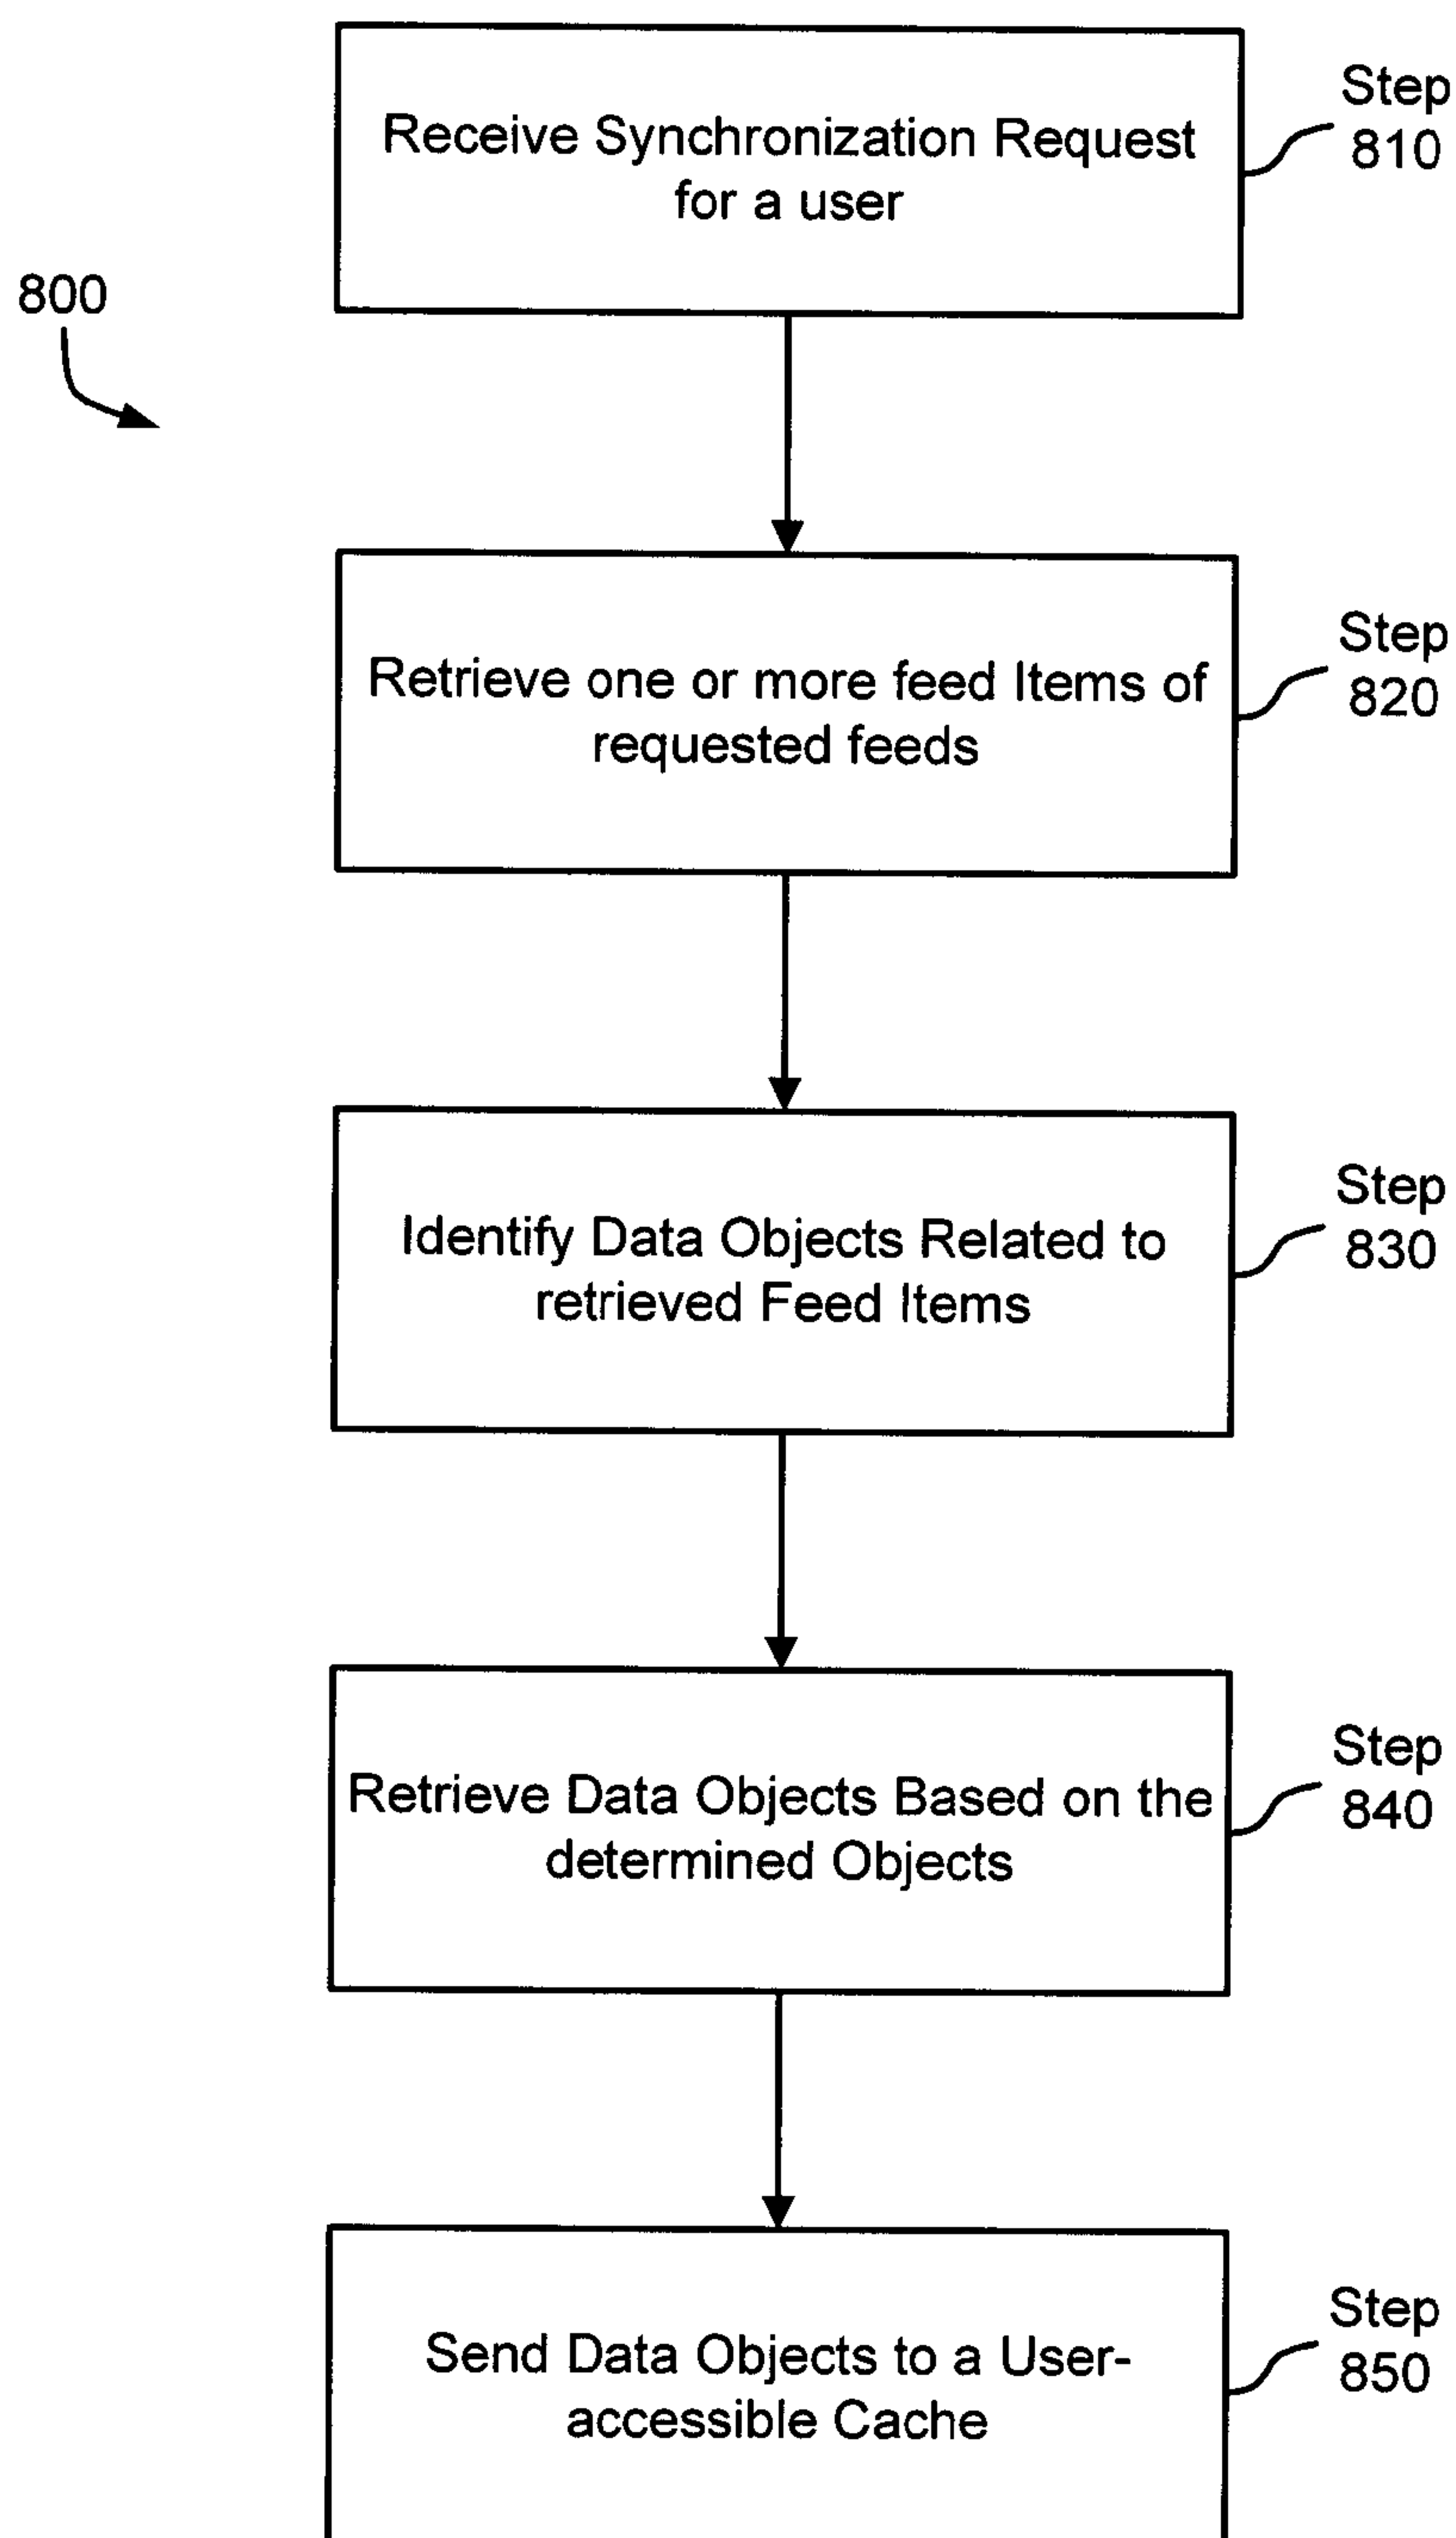 Receive Synchronization Request
for a user
Step
810
800
Retrieve one or more feed Items of
requested feeds
Step
820
Identify Data Objects Related to
retrieved Feed Items
Step
830
Retrieve Data Objects Based on the
determined Objects
Step
840
Send Data Objects to a User-
accessible Cache
Step
850